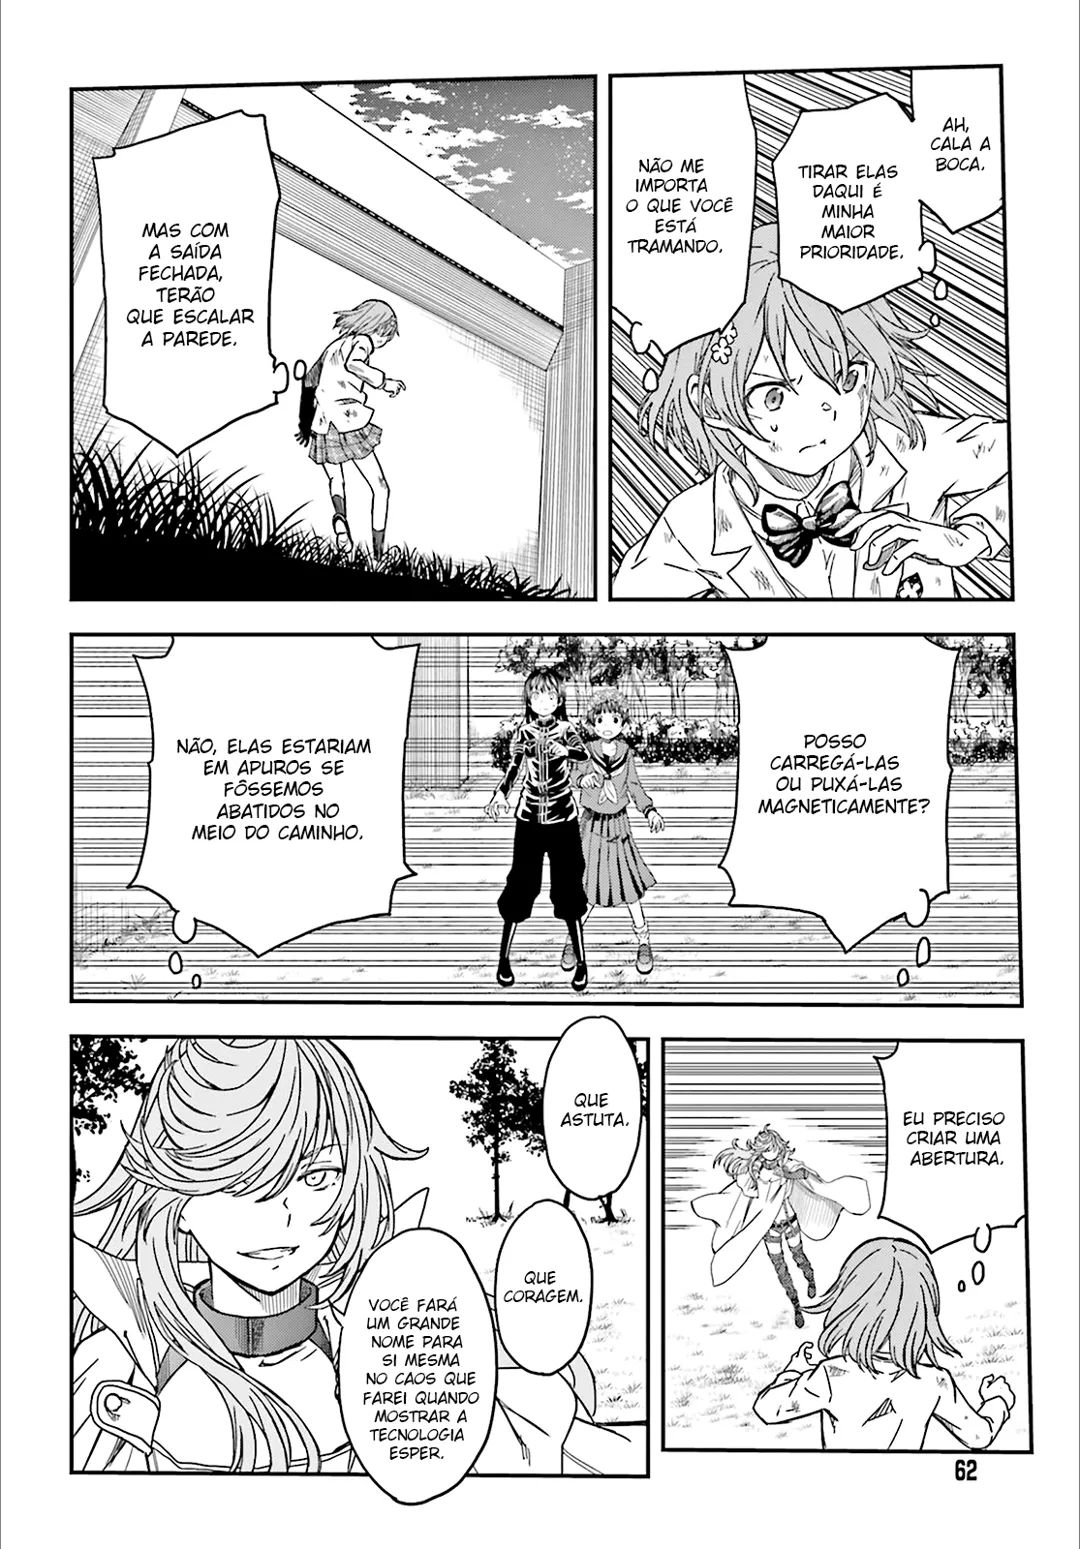 AH,
CALA A
BOCA.
TIRAR ELAS
DAQUI É
MINHA
MAIOR
PRIORIDADE.
NÃO ME
IMPORTA
O QUE VOCÊ
ESTÁ
TRAMANDO.
MAS COM
A SAÍDA
FECHADA,
TERÃO
QUE ESCALAR
A PAREDE.
POSSO
CARREGÁ-LAS
OU PUXÁ-LAS
MAGNETICAMENTE?
NÃO, ELAS ESTARIAM
EM APUROS SE
FÔSSEMOS
ABATIDOS NO
MEIO DO CAMINHO.
EU PRECISO
CRIAR UMA
ABERTURA.
QUE
ASTUTA.
QUE
CORAGEM.
VOCÊ FARÁ
UM GRANDE
NOME PARA
SI MESMA
NO CAOS QUE
FAREI QUANDO
MOSTRAR A
TECNOLOGIA
ESPER.
62